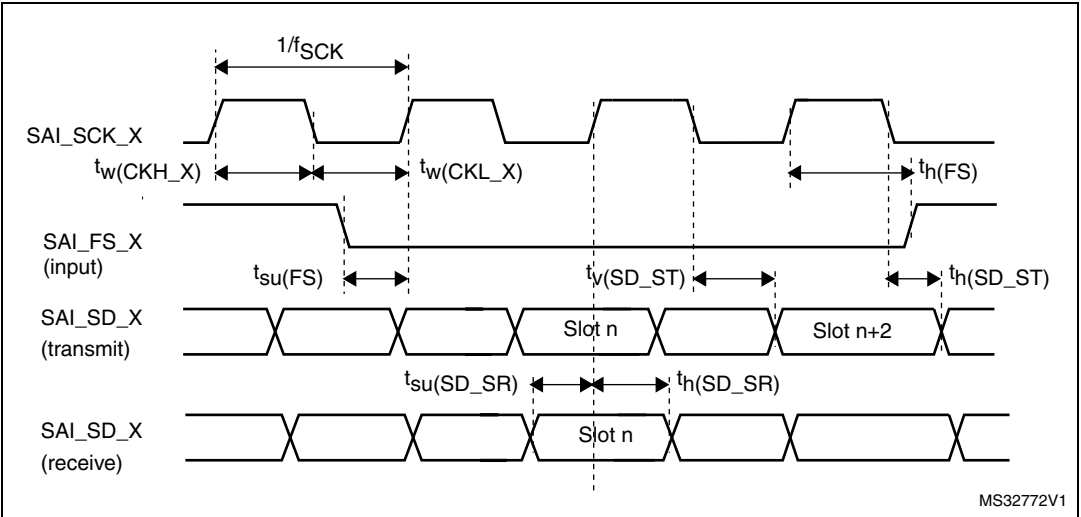 1/fSCK
SAI_SCK_X
tw(CKH_X)
tw(CKL_X)
th(FS)
SAI_FS_X
(input)
tsu(FS)
tv(SD_ST)
th(SD_ST)
SAI_SD_X
(transmit)
Slot n
Slot n+2
tsu(SD_SR)
th(SD_SR)
SAI_SD_X
(receive)
Slot n
MS32772V1